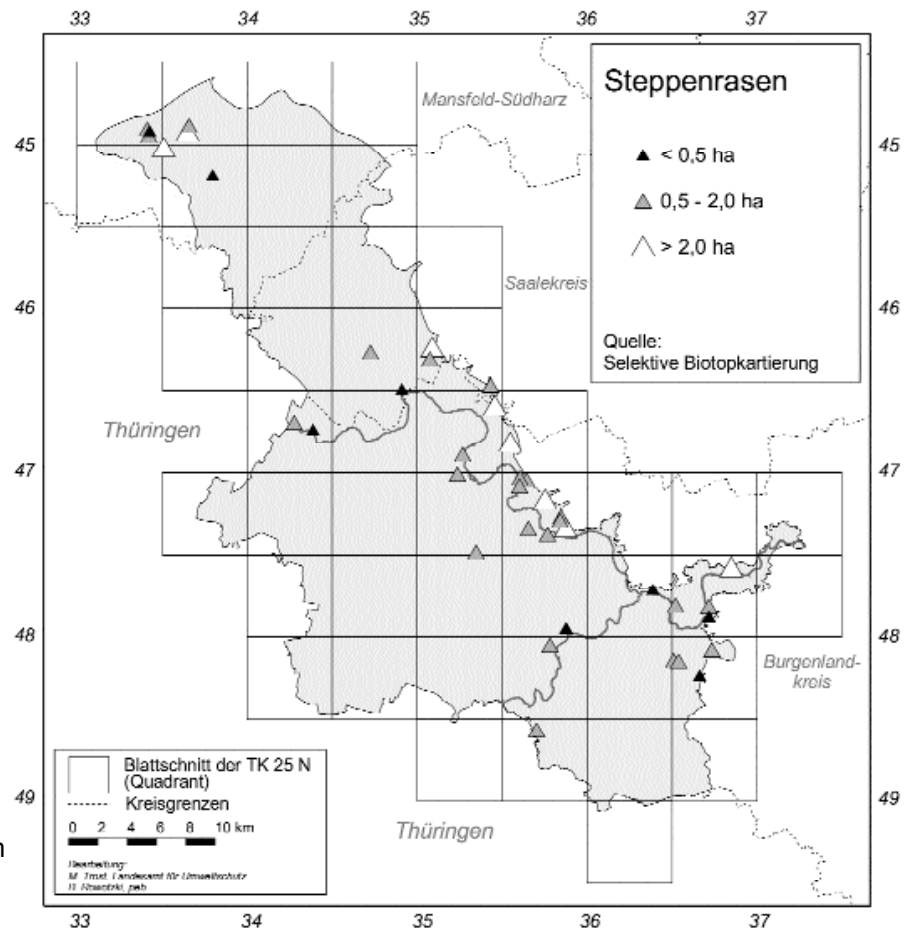 33 34 35 36 37
Steppenrasen
Mansfeld-Südharz
45 45
< 0,5 ha
0,5 - 2,0 ha
> 2,0 ha
Saalekreis
46 46
Quelle:
Selektive Biotopkartierung
Thüringen
47 47
48 48
Burgenland-
kreis
Blattschnitt der TK 25 N
(Quadrant)
Kreisgrenzen
0 2 4 6 8 10 km
49 49
Thüringen
n
Bearbeitung:
M. Trost, Landesamt für Umweltschutz
33 34 35 36 37